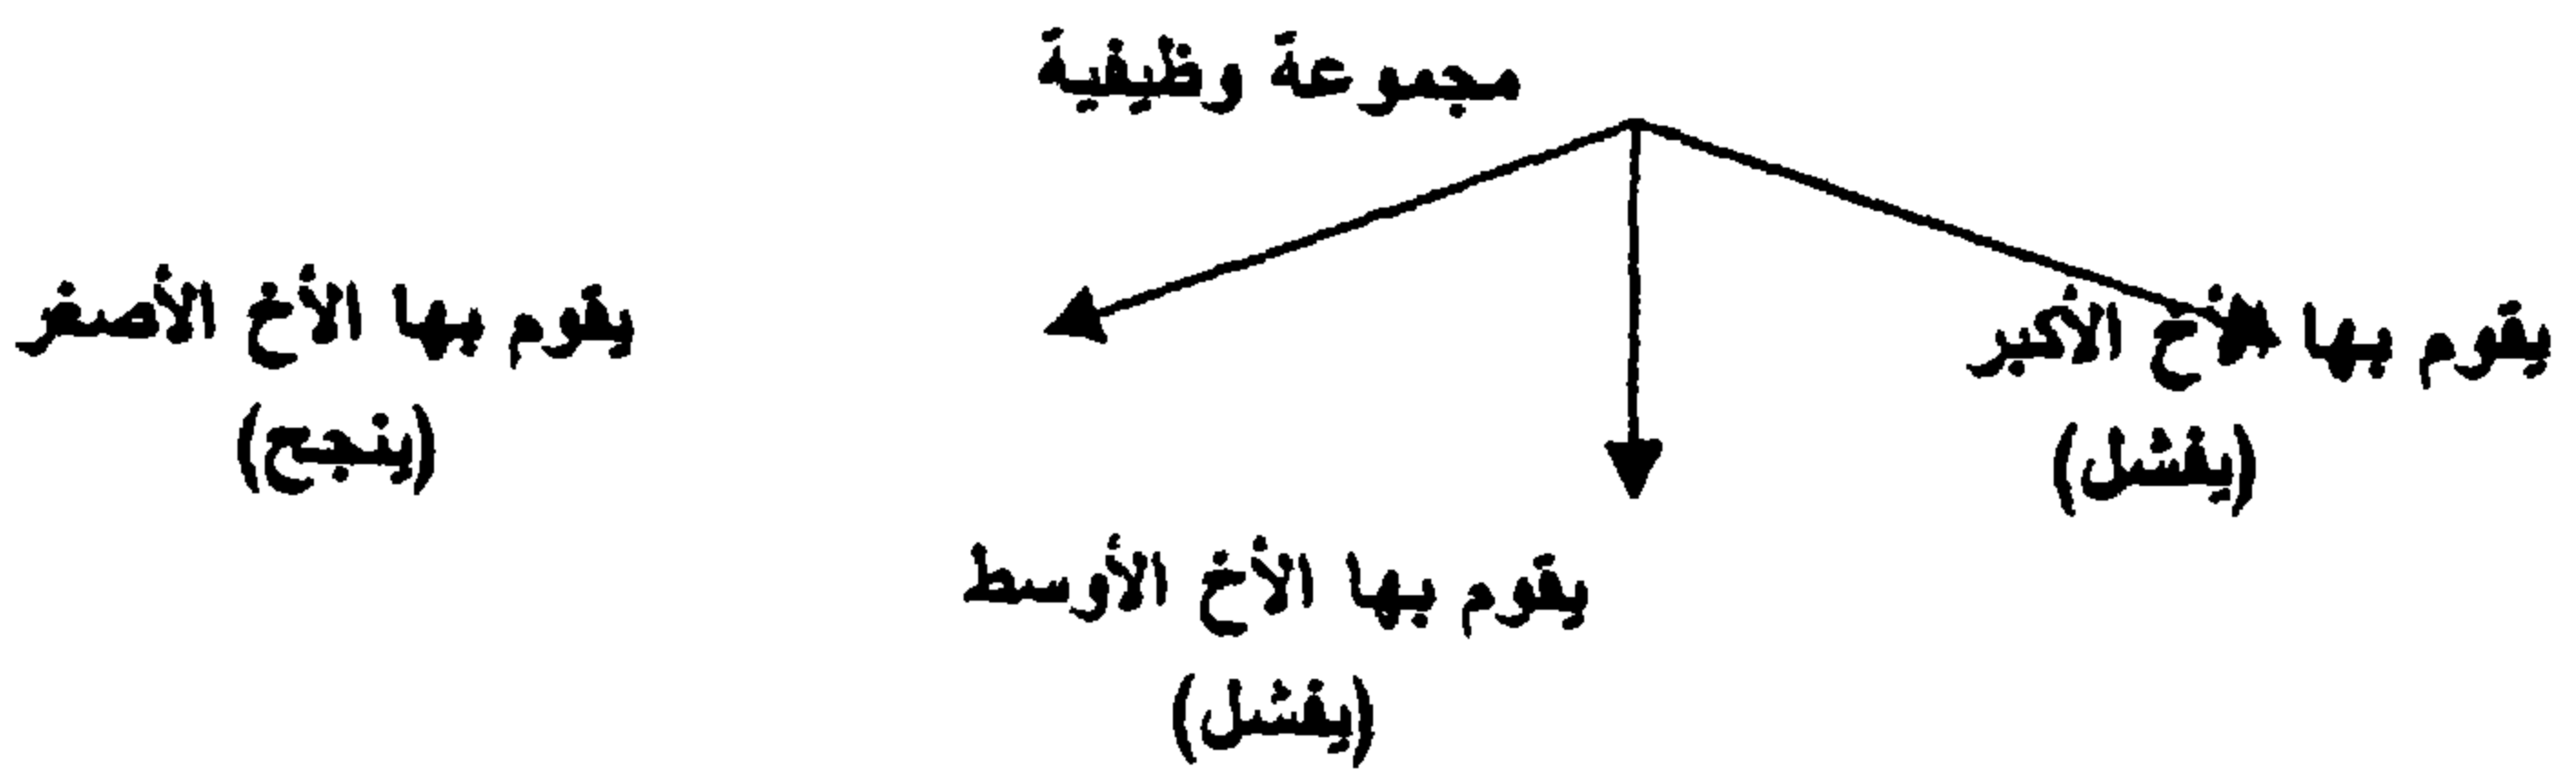 مجموعة وظيفية
يقوم بها الأخ الأكبر
(يفشل)
يقوم بها الأخ الأوسط
(يفشل)
يقوم بها الأخ الأصغر
(ينجح)